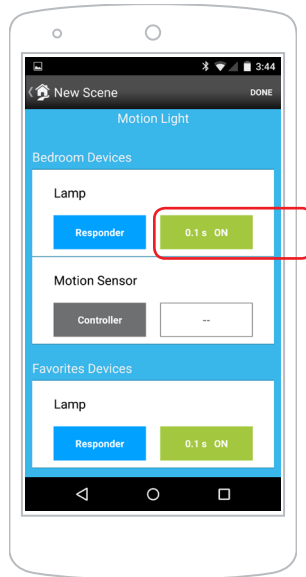 3:44
New Scene DONE
Motion Light
Bedroom Devices
Lamp
Responder 0.1 s ON
Motion Sensor
Controller --
Favorites Devices
Lamp
Responder 0.1 s ON